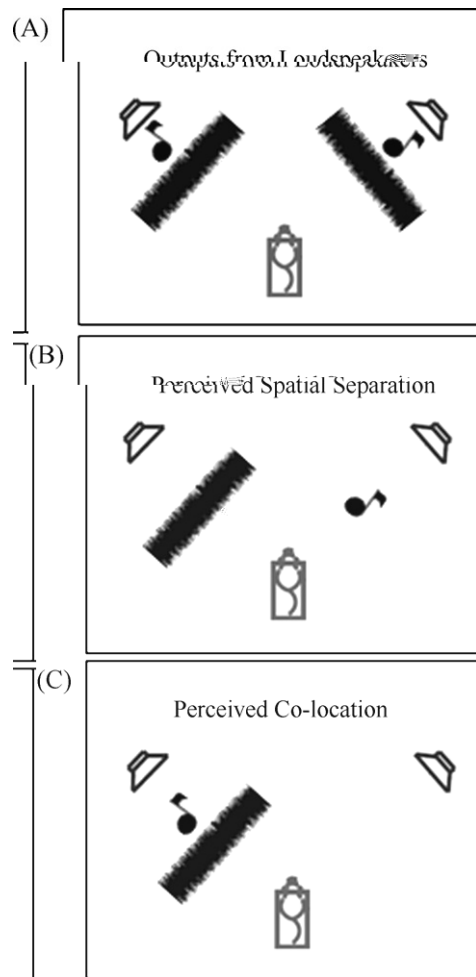 (A)
Outputs from Loudspeakers
(B)
Perceived Spatial Separation
(C)
Perceived Co-location